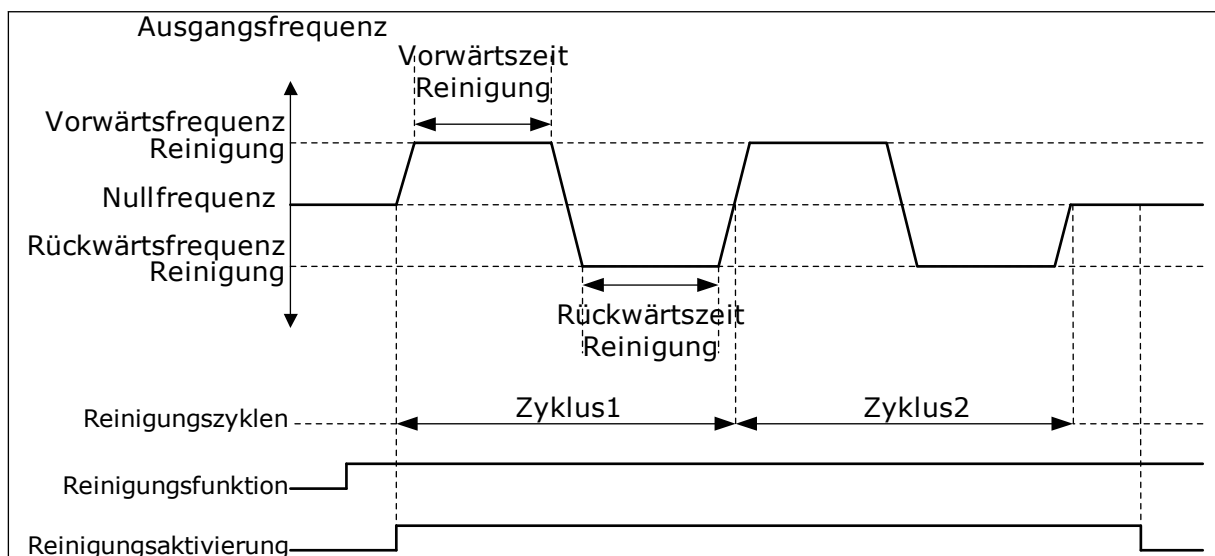 Ausgangsfrequenz
Vorwärtszeit
Reinigung
Vorwärtsfrequenz
Reinigung
Nullfrequenz
Rückwärtsfrequenz
Reinigung
Rückwärtszeit
Reinigung
Reinigungszyklen
Zyklus1
Zyklus2
Reinigungsfunktion
Reinigungsaktivierung